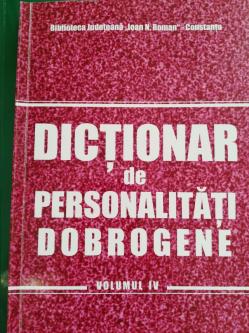 Biblioteca Judeţeană „Ioan N. Roman" - Constanţa
DICŢIONAR
de
PERSONALITĂŢI
DOBROGENE
VOLUMUL IV